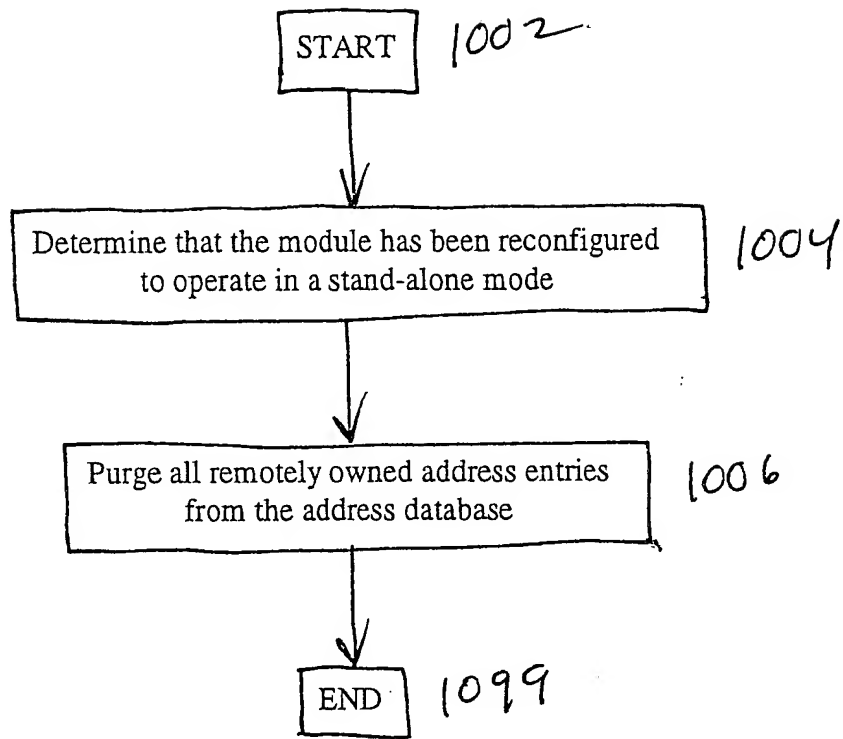 START 1002
Determine that the module has been reconfigured
to operate in a stand-alone mode 1004
Purge all remotely owned address entries
from the address database 1006
END 1099